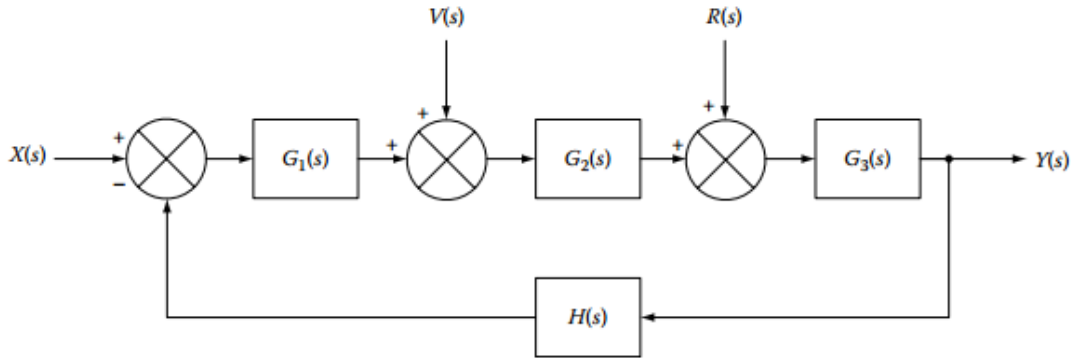 V(s) R(s)
+ + +
X(s) G₁(s) + G₂(s) + G₃(s) Y(s)
−
H(s)